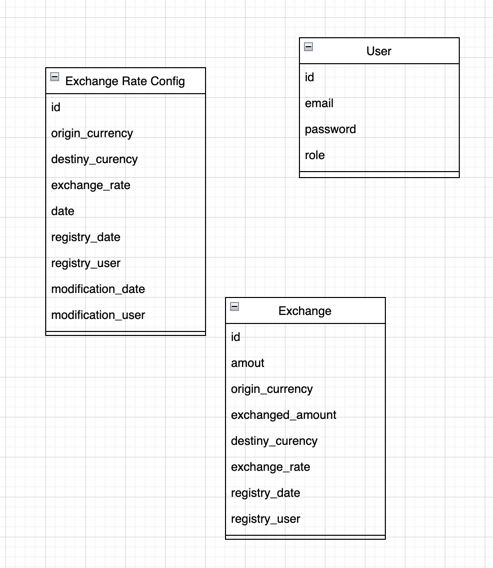 Exchange Rate Config
id
origin_currency
destiny_curency
exchange_rate
date
registry_date
registry_user
modification_date
modification_user
User
id
email
password
role
Exchange
id
amout
origin_currency
exchanged_amount
destiny_curency
exchange_rate
registry_date
registry_user